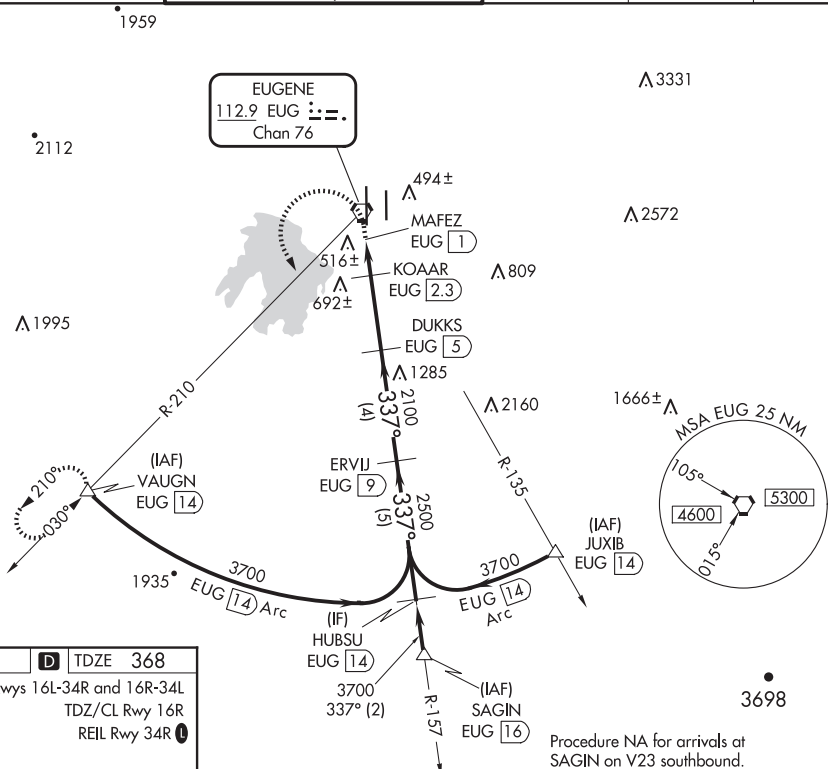 1959
3331
EUGENE
112.9 EUG
Chan 76
2112
494±
2572
MAFEZ
EUG 1
516±
KOAAR
EUG 2.3
809
692±
1995
DUKKS
EUG 5
1285
R-210
2100
337°
(4)
2160
1666±
MSA EUG 25 NM
105°
5300
4600
015°
R-135
(IAF)
VAUGN
EUG 14
210°
030°
ERVIJ
EUG 9
2500
337°
(5)
(IAF)
JUXIB
EUG 14
3700
EUG 14 Arc
1935
3700
EUG 14
Arc
(IF)
HUBSU
EUG 14
3700
337° (2)
R-157
(IAF)
SAGIN
EUG 16
3698
D TDZE 368
wys 16L-34R and 16R-34L
TDZ/CL Rwy 16R
REIL Rwy 34R L
Procedure NA for arrivals at
SAGIN on V23 southbound.